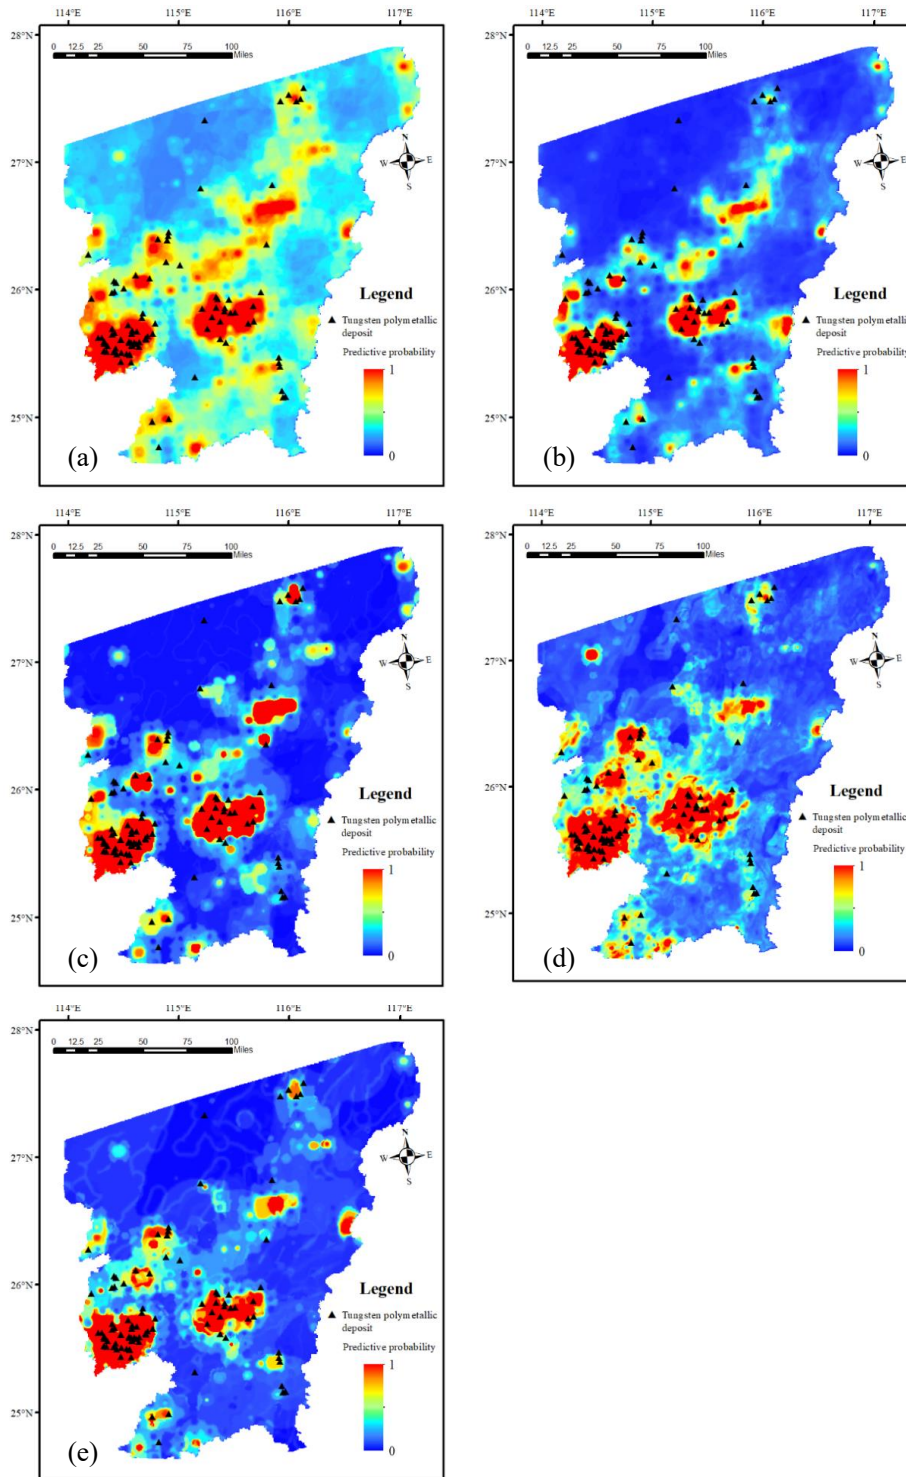 114°E 115°E 116°E 117°E
28°N
0 12.5 25 50 75 100
Miles
N
W E
S
27°N
26°N
25°N
Legend
Tungsten polymetallic
deposit
Predictive probability
1
0
(a)
114°E 115°E 116°E 117°E
28°N
0 12.5 25 50 75 100
Miles
N
W E
S
27°N
26°N
25°N
Legend
Tungsten polymetallic
deposit
Predictive probability
1
0
(b)
114°E 115°E 116°E 117°E
28°N
0 12.5 25 50 75 100
Miles
N
W E
S
27°N
26°N
25°N
Legend
Tungsten polymetallic
deposit
Predictive probability
1
0
(c)
114°E 115°E 116°E 117°E
28°N
0 12.5 25 50 75 100
Miles
N
W E
S
27°N
26°N
25°N
Legend
Tungsten polymetallic
deposit
Predictive probability
1
0
(d)
114°E 115°E 116°E 117°E
28°N
0 12.5 25 50 75 100
Miles
N
W E
S
27°N
26°N
25°N
Legend
Tungsten polymetallic
deposit
Predictive probability
1
0
(e)